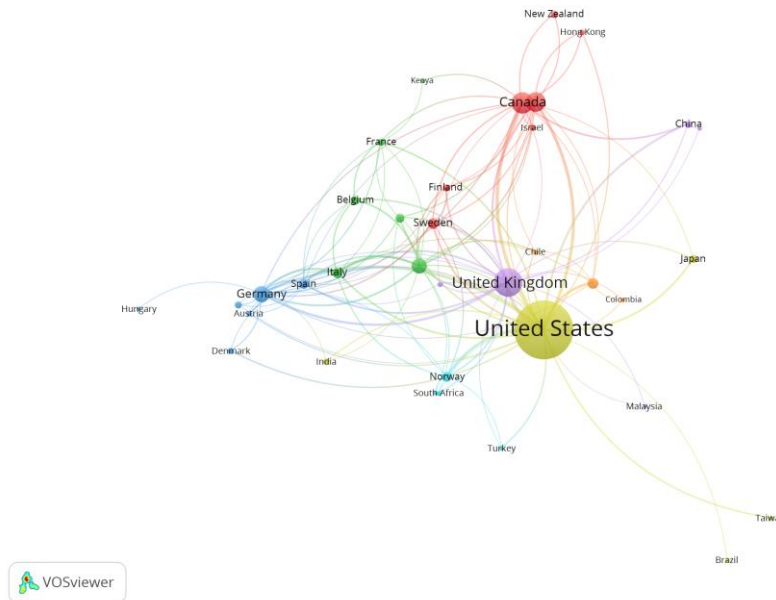 New Zealand
Hong Kong
Kenya
Canada
China
Israel
France
Finland
Belgium
Sweden
Chile
Japan
Italy
United Kingdom
Spain
Germany
Colombia
Hungary
Austria
United States
Denmark
India
Norway
South Africa
Malaysia
Turkey
Taiwa
Brazil
VOSviewer